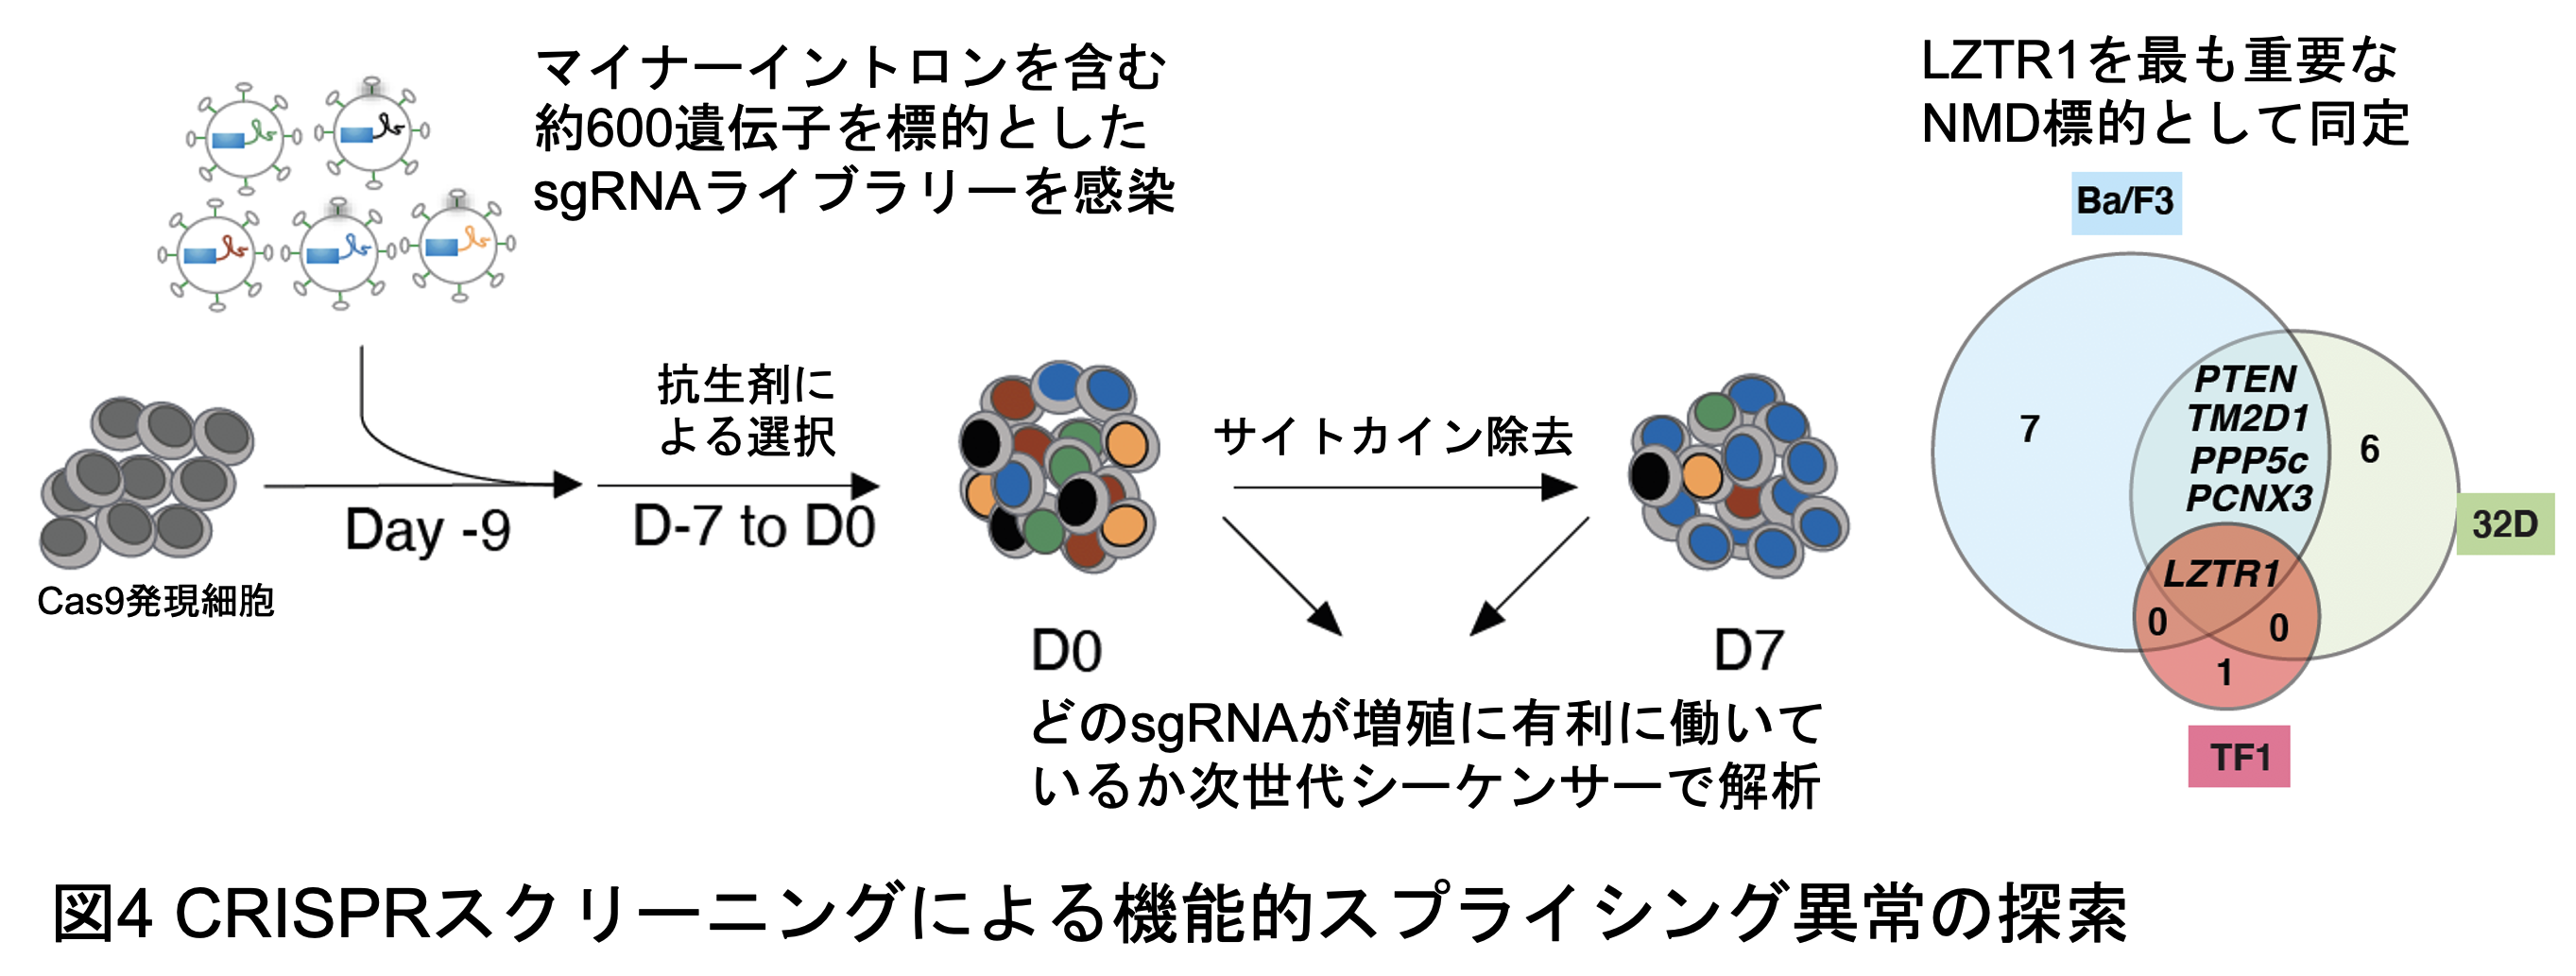 マイナーイントロンを含む
約600遺伝子を標的とした
sgRNAライブラリーを感染
LZTR1を最も重要な
NMD標的として同定
Ba/F3
抗生剤に
よる選択
サイトカイン除去
PTEN
TM2D1
PPP5c
PCNX3
7
6
32D
Day -9
D-7 to D0
Cas9発現細胞
LZTR1
0
0
1
D0
D7
どのsgRNAが増殖に有利に働いて
いるか次世代シーケンサーで解析
TF1
図4 CRISPRスクリーニングによる機能的スプライシング異常の探索